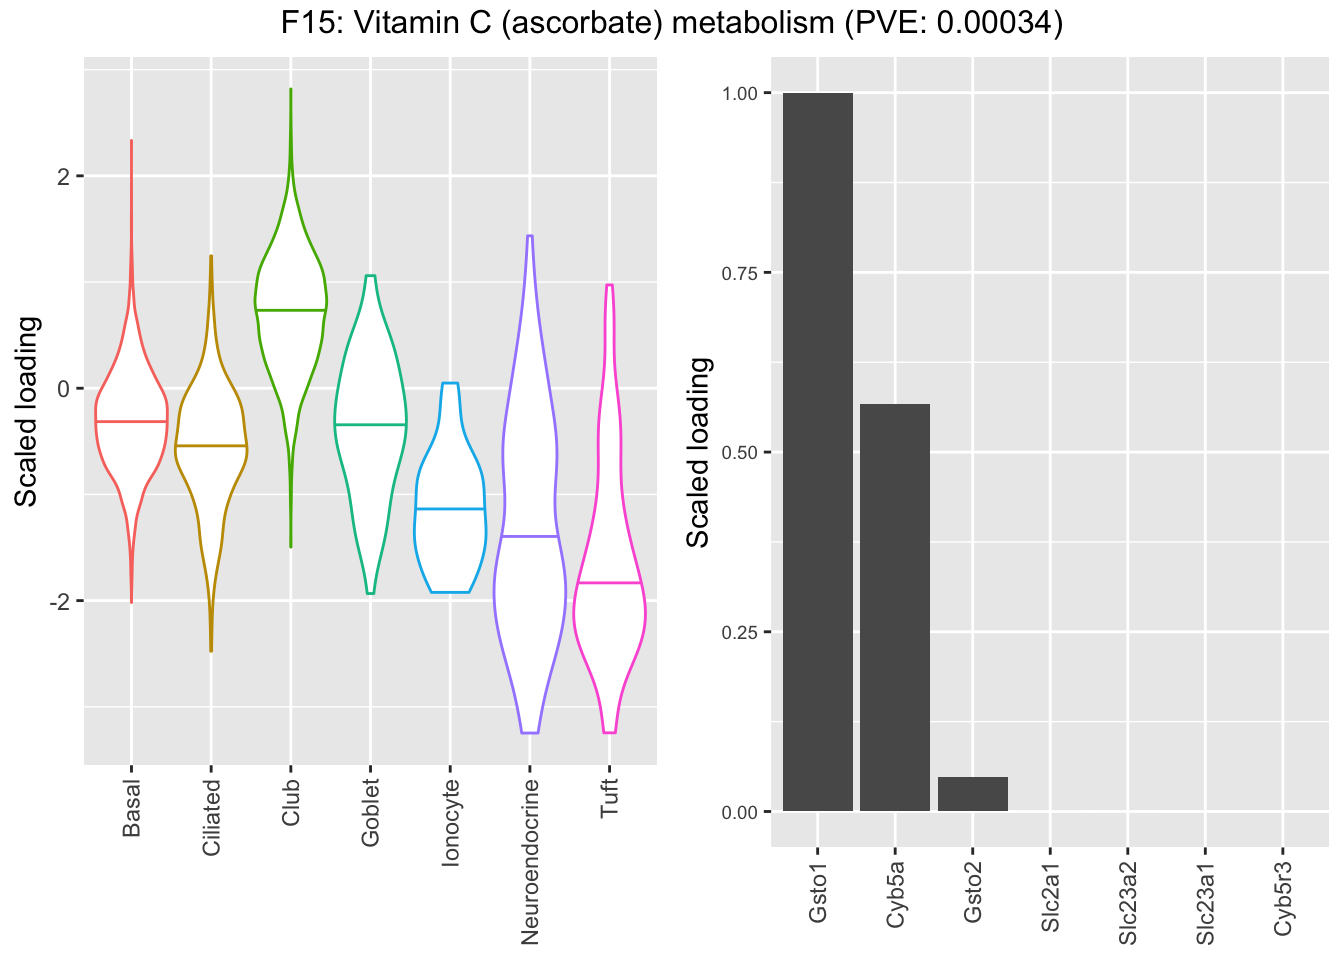 F15: Vitamin C (ascorbate) metabolism (PVE: 0.00034)
Scaled loading
2
0
-2
Basal
Ciliated
Club
Goblet
Ionocyte
Neuroendocrine
Tuft
Scaled loading
1.00
0.75
0.50
0.25
0.00
Gsto1
Cyb5a
Gsto2
Slc2a1
Slc23a2
Slc23a1
Cyb5r3